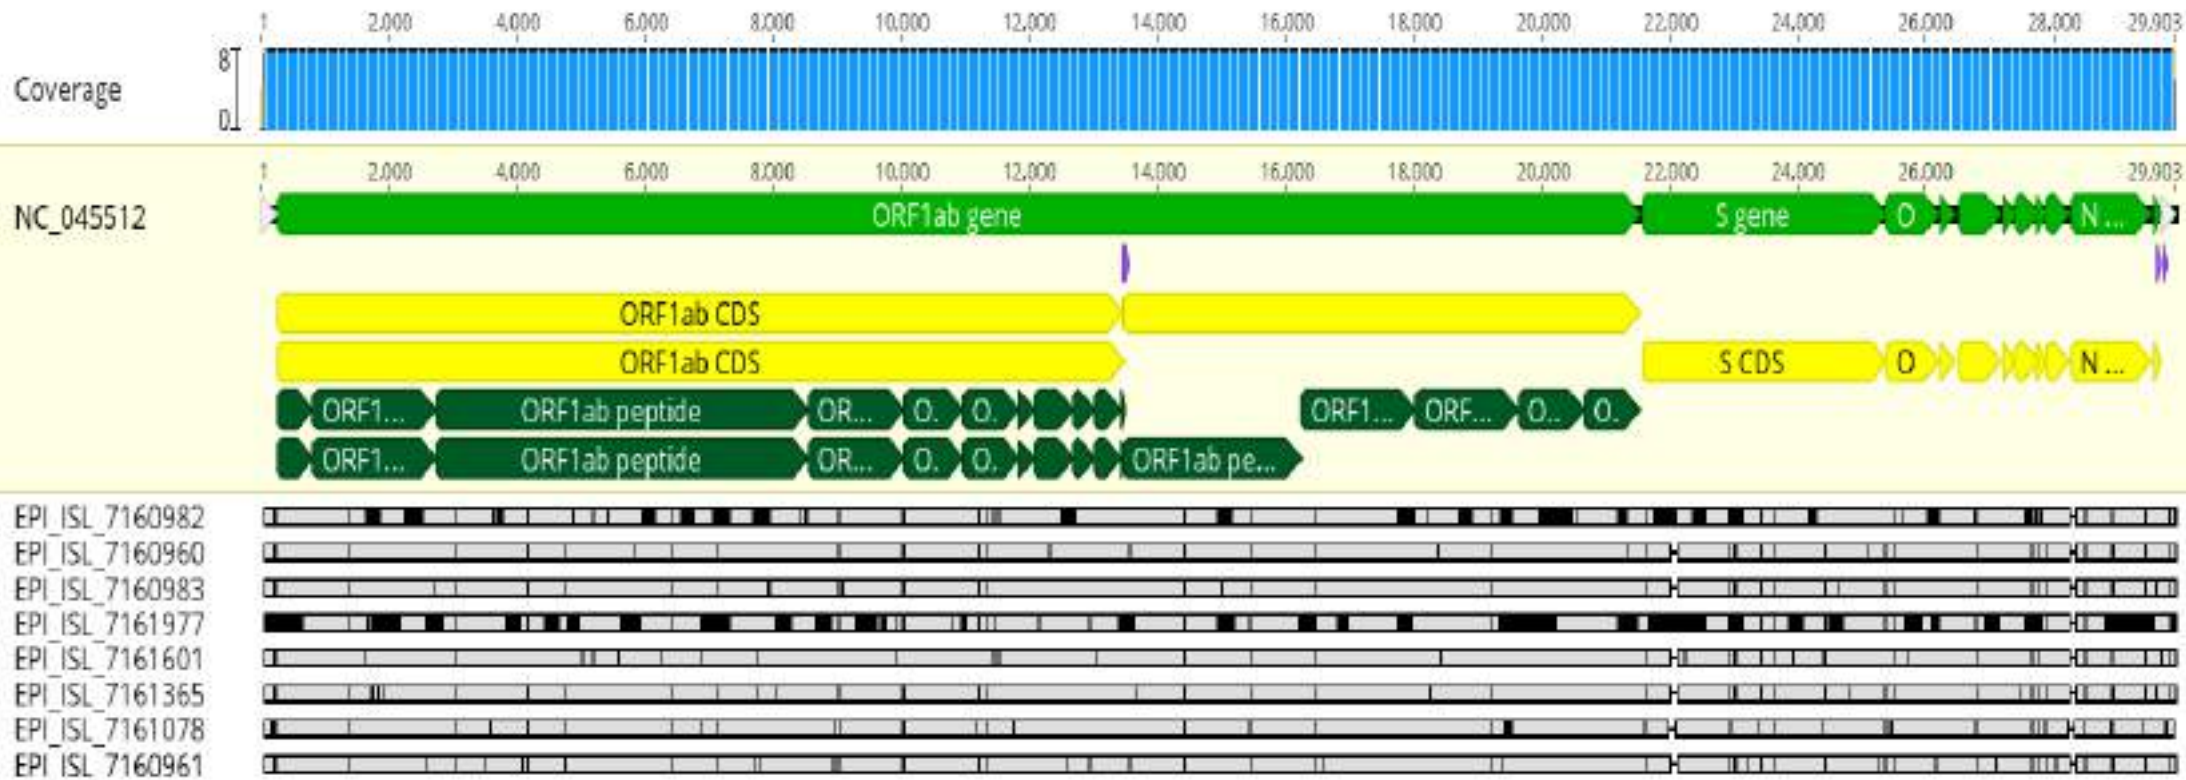 1 2.000 4.000 6.000 8.000 10.000 12.000 14.000 16.000 18.000 20.000 22.000 24.000 26.000 28.000 29.903
8
Coverage
0
1 2.000 4.000 6.000 8.000 10.000 12.000 14.000 16.000 18.000 20.000 22.000 24.000 26.000 29.903
NC_045512 ORF1ab gene S gene O N ...
ORF1ab CDS
ORF1ab CDS S CDS O N ...
ORF1... ORF1ab peptide OR... O. O. ORF1... ORF... O... O.
ORF1... ORF1ab peptide OR... O. O. ORF1ab pe...
EPI_ISL_7160982
EPI_ISL_7160960
EPI_ISL_7160983
EPI_ISL_7161977
EPI_ISL_7161601
EPI_ISL_7161365
EPI_ISL_7161078
EPI_ISL_7160961